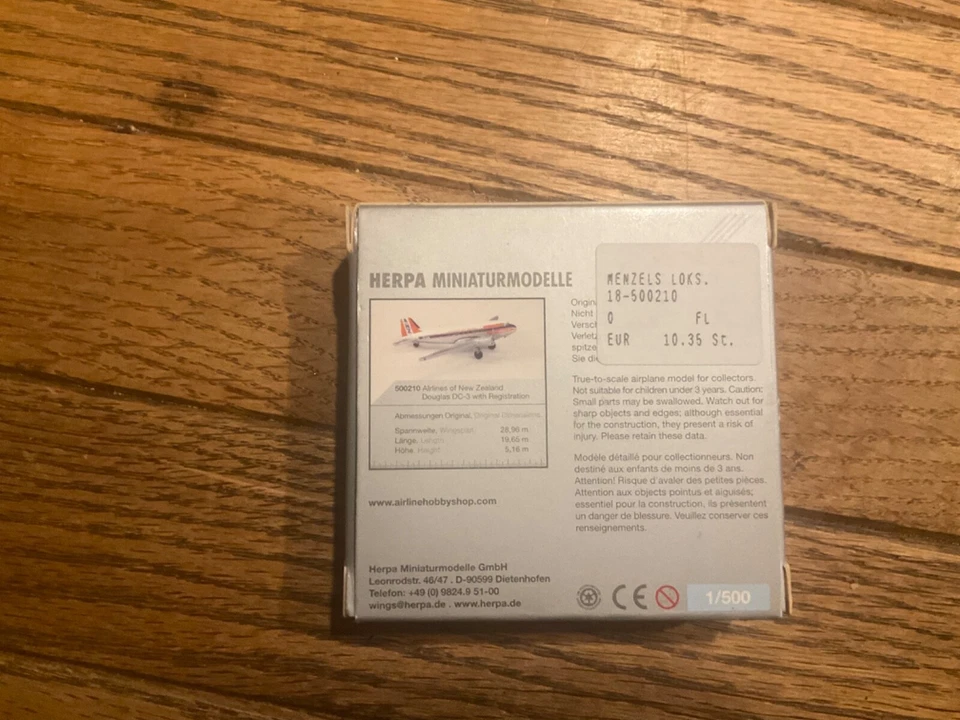 HERPA MINIATURMODELLE
500210 Airlines of New Zealand
Douglas DC-3 with Registration
Abmessungen Original, Original Dimensions
Spannweite, Wingspan 28,96 m
Länge, Length 19,65 m
Höhe, Height 5,16 m
www.airlinehobbyshop.com
Herpa Miniaturmodelle GmbH
Leonrodstr. 46/47 . D-90599 Dietenhofen
Telefon: +49 (0) 9824.9 51-00
wings@herpa.de . www.herpa.de
MENZELS LOKS.
18-500210
0 FL
EUR 10.35 St.
Nicht
Sie
True-to-scale airplane model for collectors.
Not suitable for children under 3 years. Caution:
Small parts may be swallowed. Watch out for
sharp objects and edges; although essential
for the construction, they present a risk of
injury. Please retain these data.
Modèle détaillé pour collectionneurs. Non
destiné aux enfants de moins de 3 ans.
Attention! Risque d'avaler des petites pièces.
Attention aux objects pointus et aiguisés;
essentiel pour la construction, ils présentent
un danger de blessure. Veuillez conserver ces
renseignements.
CE
1/500